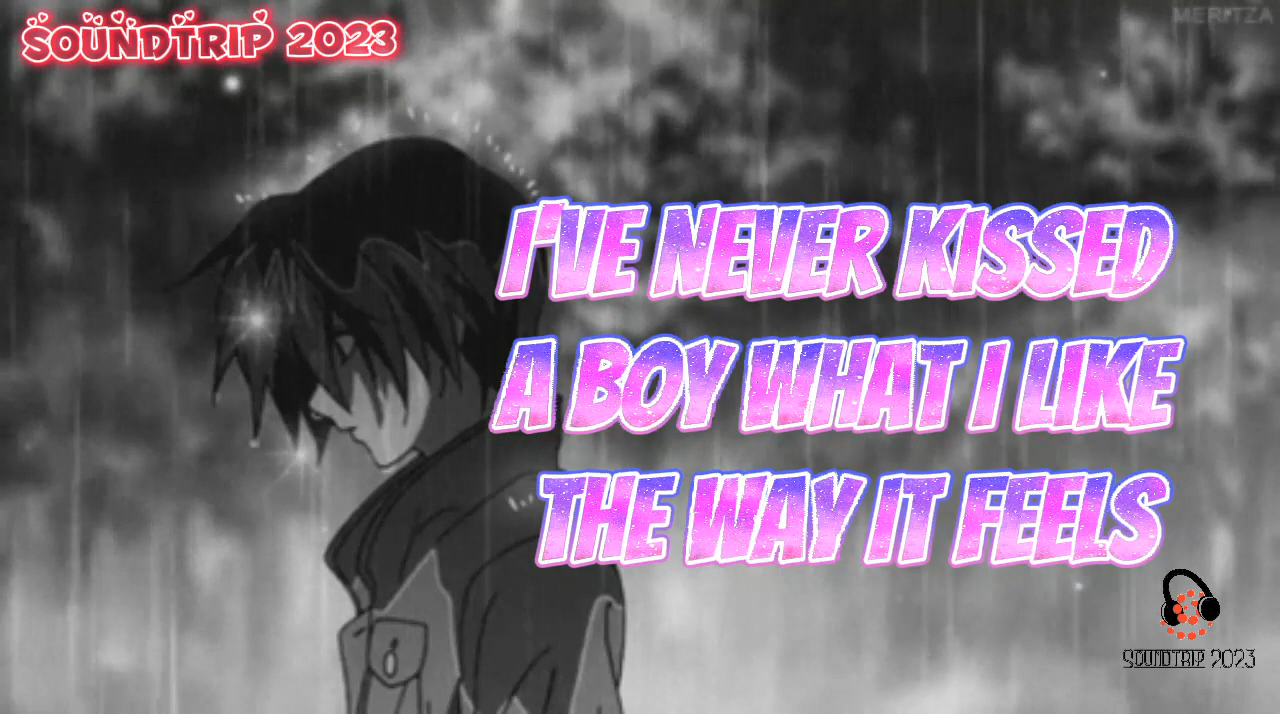 SOUNDTRIP 2023
MERITZA
I'VE NEVER KISSED
A BOY WHAT I LIKE
THE WAY IT FEELS
SOUNDTRIP 2023